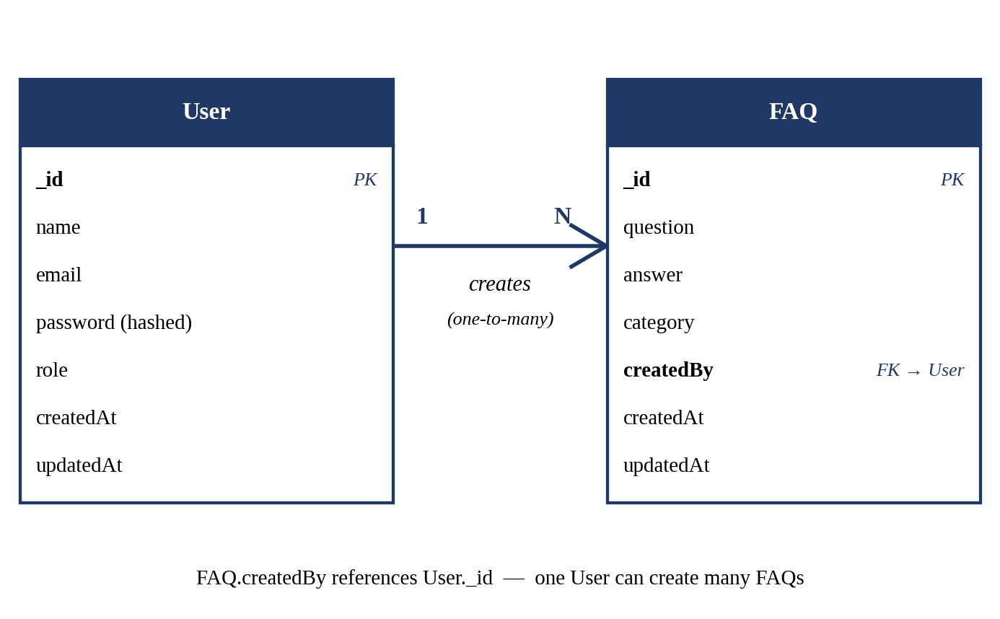 User
_id PK
name
email
password (hashed)
role
createdAt
updatedAt
1 N
creates
(one-to-many)
FAQ
_id PK
question
answer
category
createdBy FK → User
createdAt
updatedAt
FAQ.createdBy references User._id — one User can create many FAQs